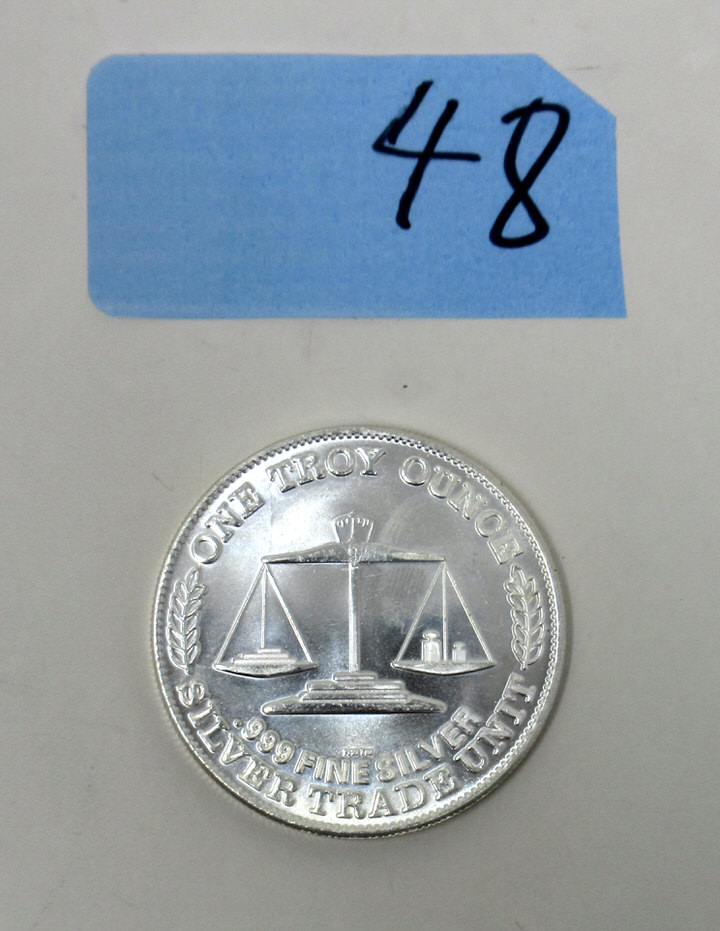 48
ONE TROY OUNCE
.999 FINE SILVER
SILVER TRADE UNIT